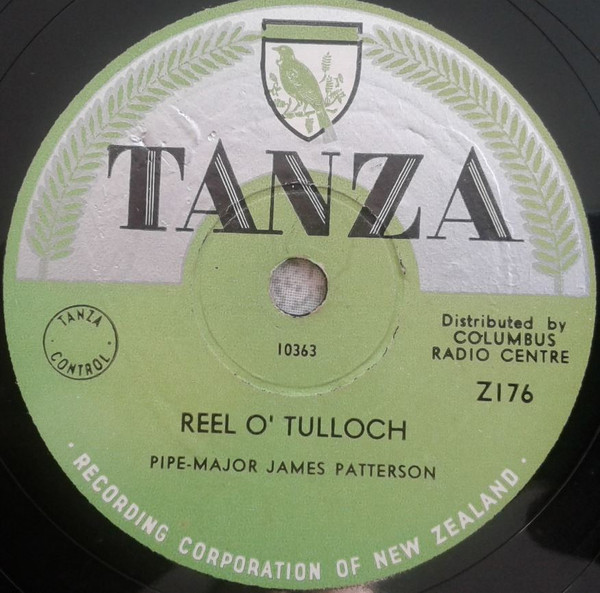 TANZA
TANZA
CONTROL
Distributed by
COLUMBUS
RADIO CENTRE
Z176
10363
REEL O' TULLOCH
PIPE-MAJOR JAMES PATTERSON
· RECORDING CORPORATION OF NEW ZEALAND ·